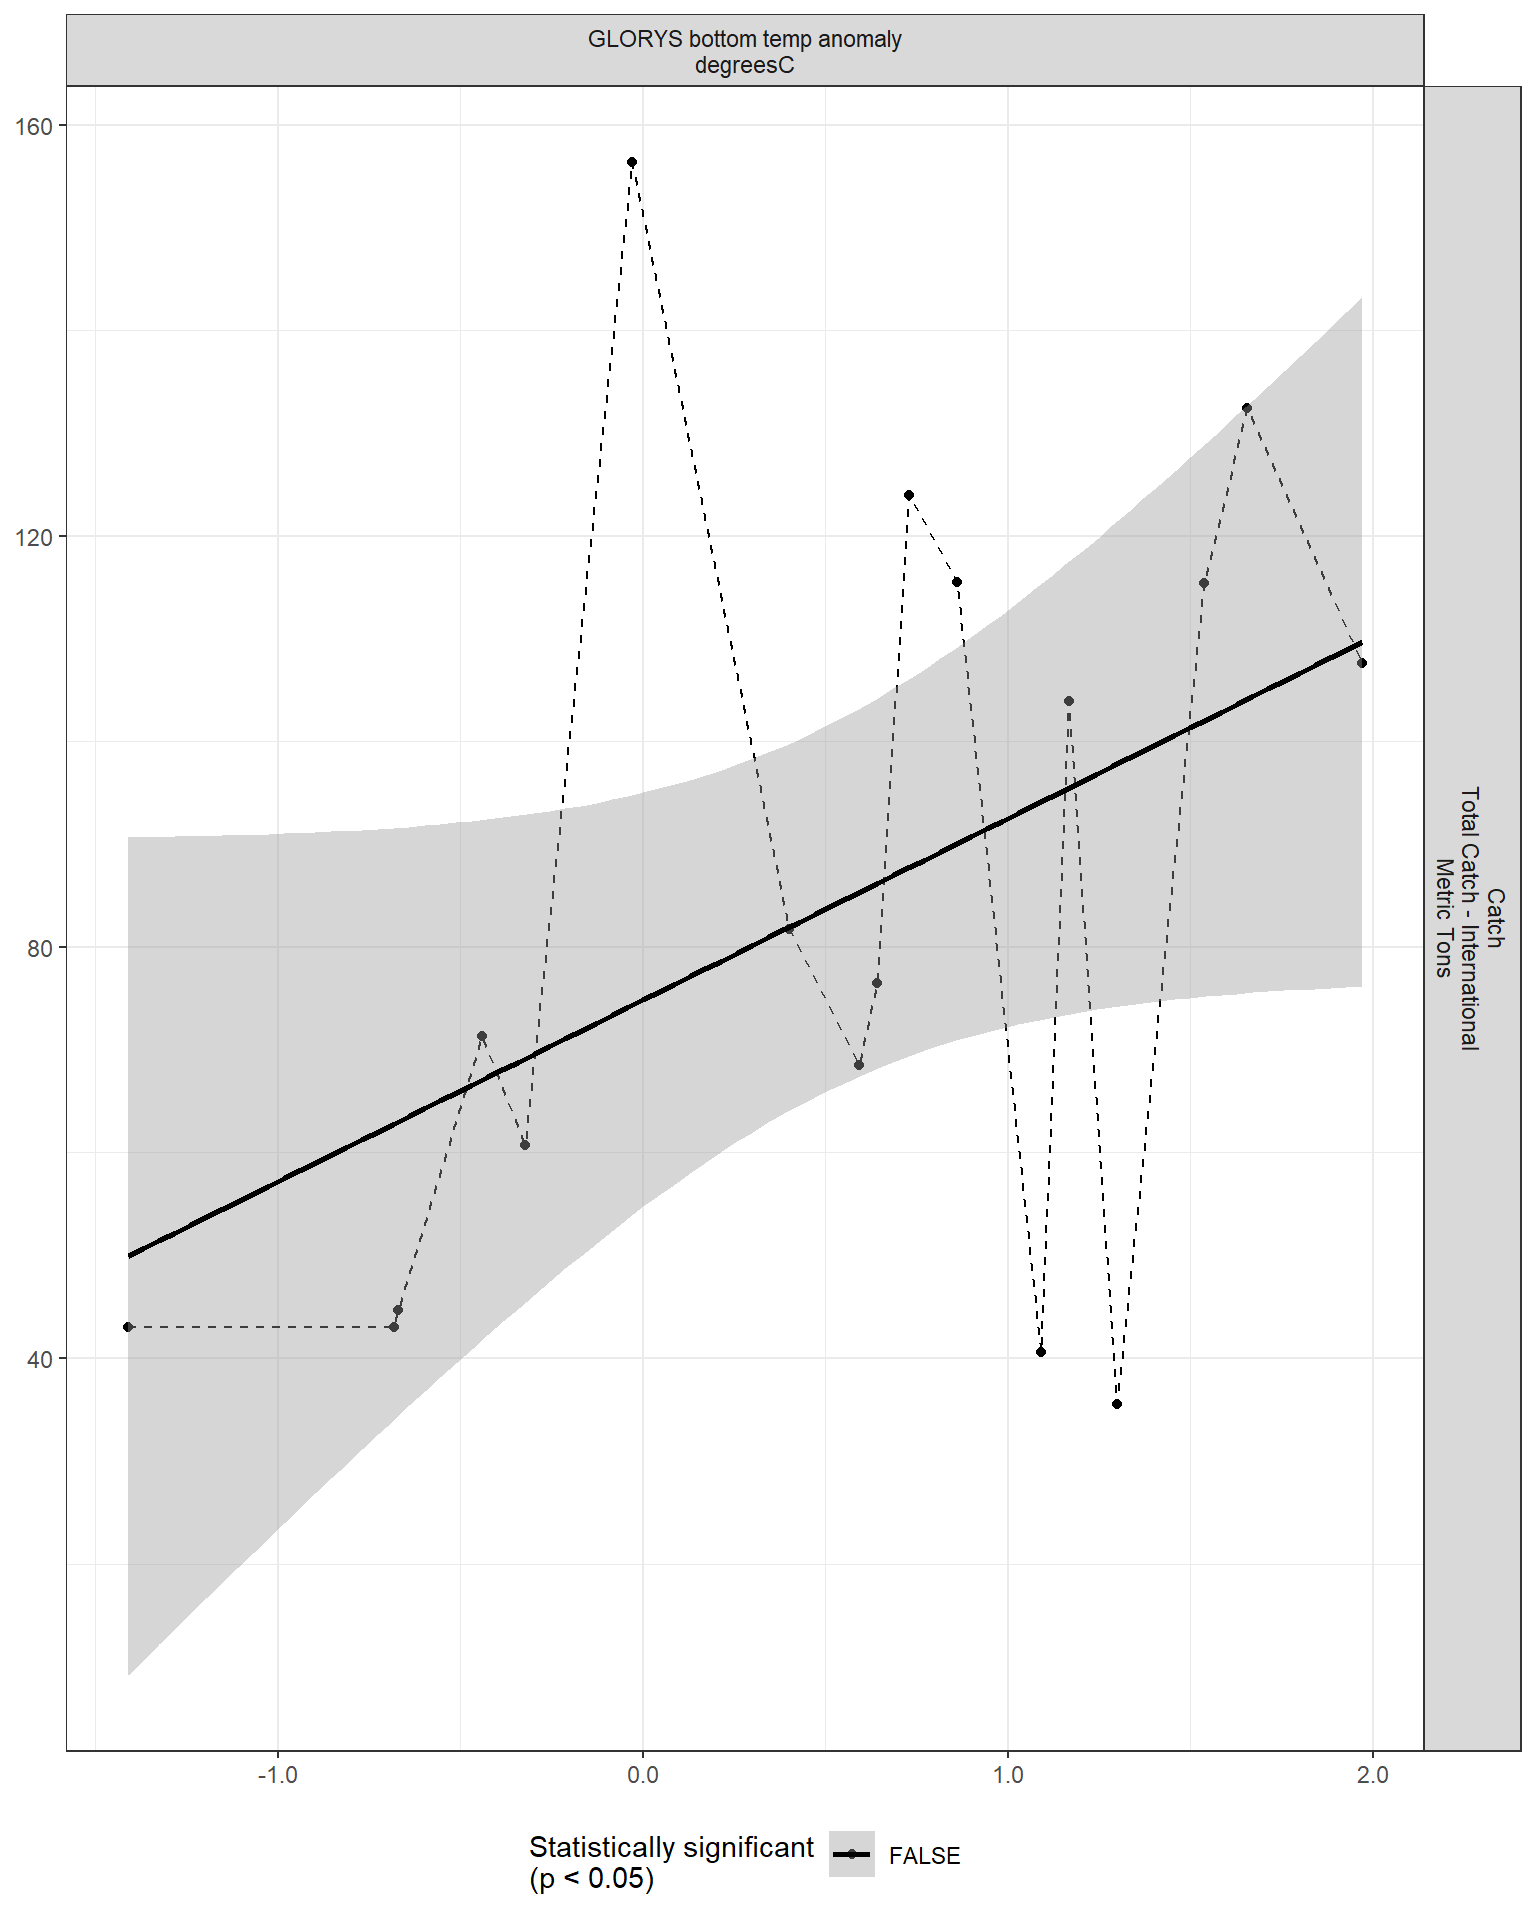 GLORYS bottom temp anomaly
degreesC
160
120
80
40
Catch
Total Catch - International
Metric Tons
-1.0
0.0
1.0
2.0
Statistically significant
(p < 0.05)
FALSE